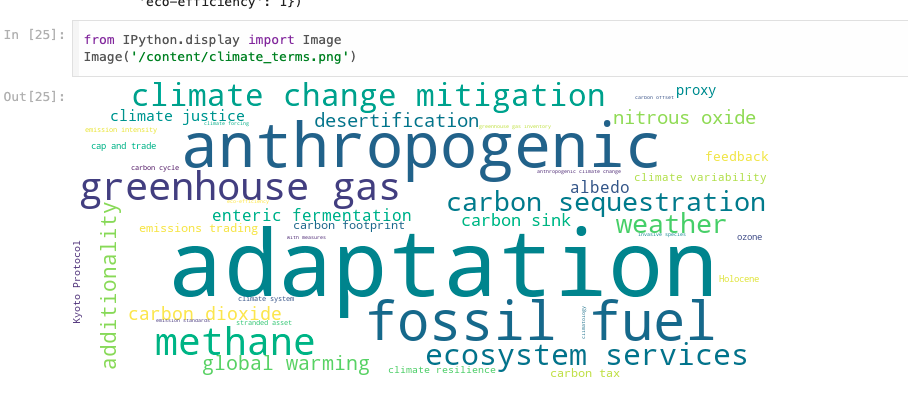 'eco-efficiency': 1})
In [25]:
from IPython.display import Image
Image('/content/climate_terms.png')
Out[25]:
climate change mitigation
carbon offset
proxy
climate justice
climate forcing
desertification
greenhouse gas inventory
nitrous oxide
emission intensity
anthropogenic
cap and trade
feedback
carbon cycle
anthropogenic climate change
climate variability
greenhouse gas
albedo
carbon sequestration
enteric fermentation
carbon sink
weather
emissions trading
carbon footprint
with measures
invasive species
ozone
additionality
Kyoto Protocol
adaptation
Holocene
climate system
carbon dioxide
emission standards
stranded asset
fossil fuel
climatology
methane
ecosystem services
global warming
climate resilience
carbon tax